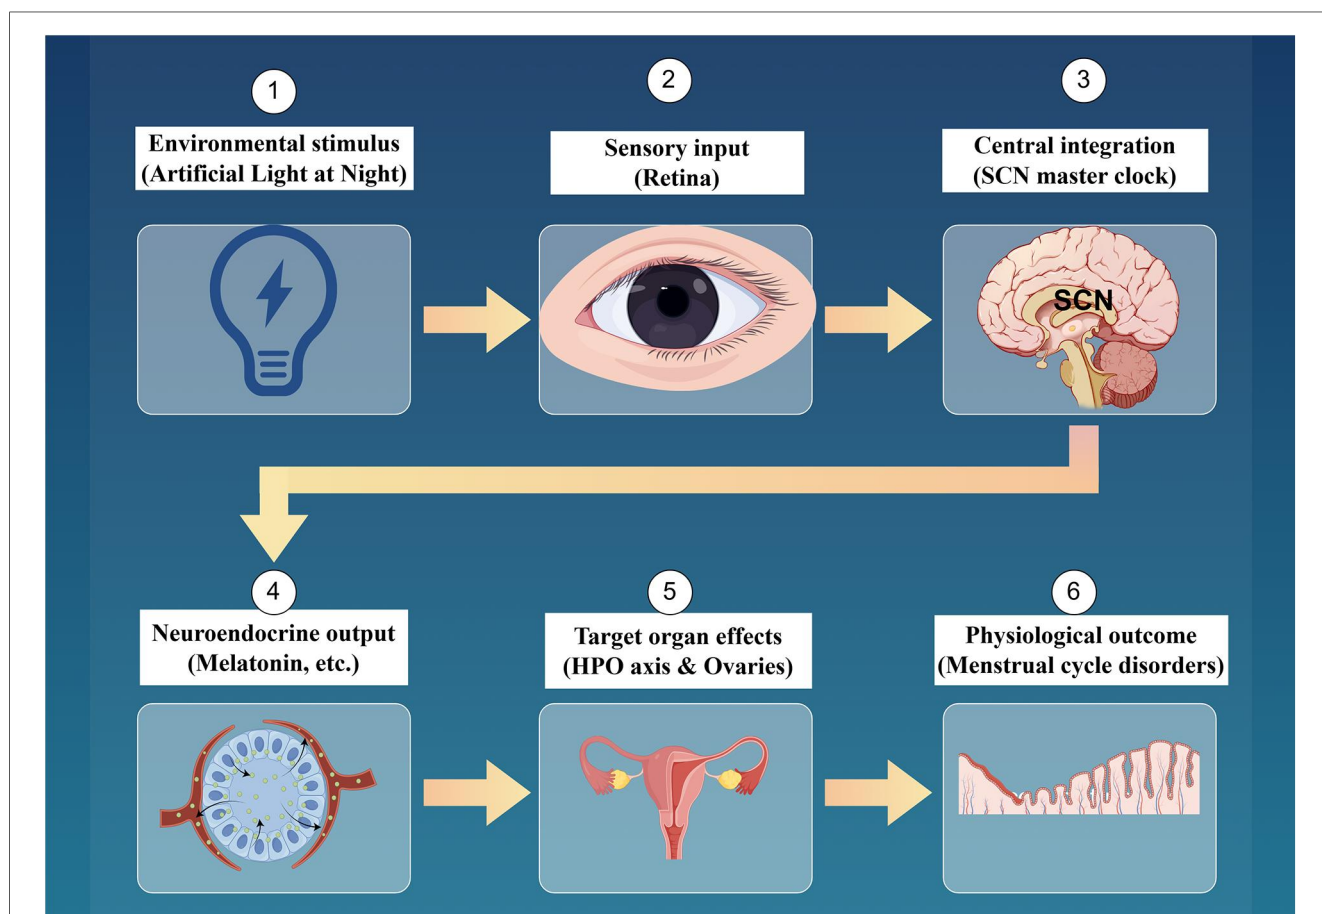 1
Environmental stimulus
(Artificial Light at Night)
2
Sensory input
(Retina)
3
Central integration
(SCN master clock)
SCN
4
Neuroendocrine output
(Melatonin, etc.)
5
Target organ effects
(HPO axis & Ovaries)
6
Physiological outcome
(Menstrual cycle disorders)